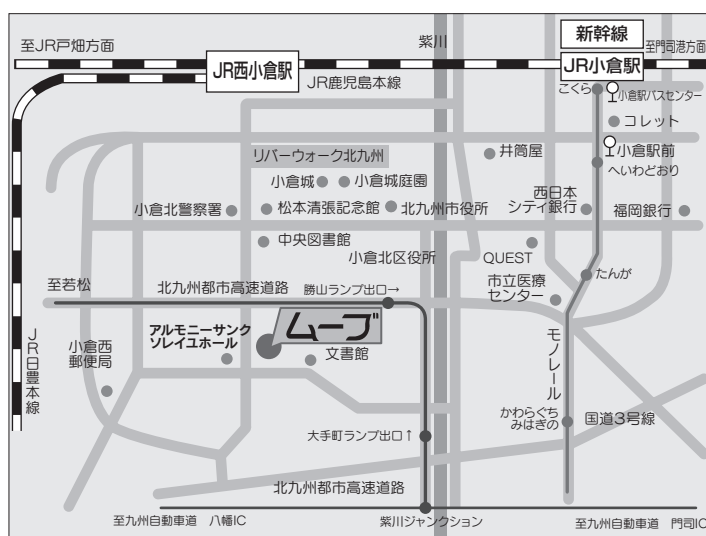 至JR戸畑方面
紫川
新幹線
至門司港方面
JR西小倉駅
JR小倉駅
JR鹿児島本線
こくら
小倉駅バスセンター
コレット
リバーウォーク北九州
井筒屋
小倉駅前
へいわどおり
小倉城
小倉城庭園
西日本
シティ銀行
小倉北警察署
松本清張記念館
北九州市役所
福岡銀行
中央図書館
小倉北区役所
QUEST
至若松
北九州都市高速道路
勝山ランプ出口→
市立医療
センター
たんが
アルモニーサンク
ソレイユホール
ムーブ
文書館
小倉西
郵便局
JR日豊本線
モノレール
かわらぐち
みはぎの
国道3号線
大手町ランプ出口↑
北九州都市高速道路
至九州自動車道 八幡IC
紫川ジャンクション
至九州自動車道 門司IC